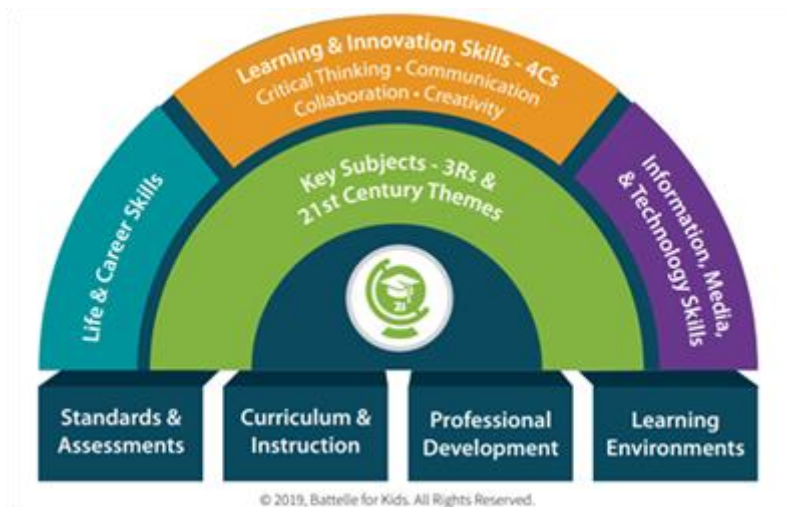 Learning & Innovation Skills - 4Cs
Critical Thinking • Communication
Collaboration • Creativity
Life & Career Skills
Key Subjects - 3Rs &
21st Century Themes
Information, Media,
& Technology Skills
21
Standards &
Assessments
Curriculum &
Instruction
Professional
Development
Learning
Environments
© 2019, Battelle for Kids. All Rights Reserved.